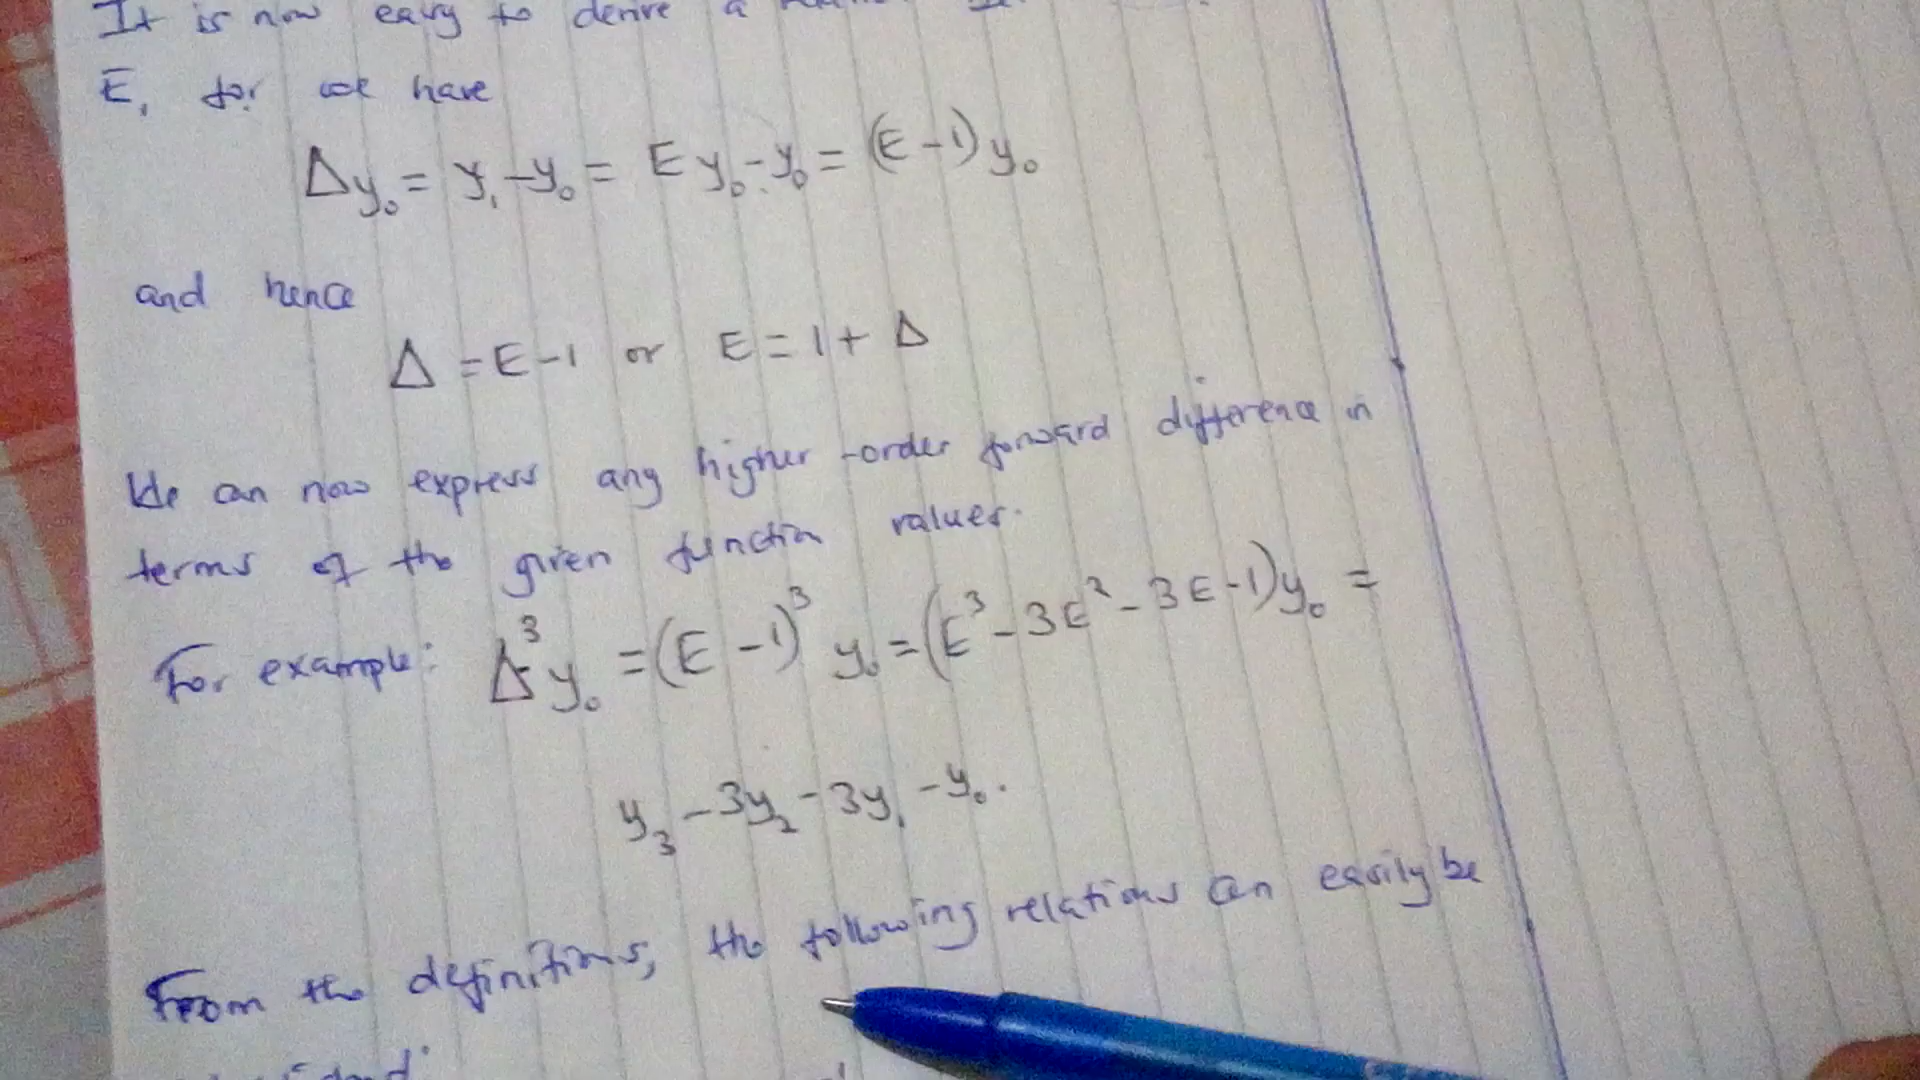 It is now easy to derive a
E, for we have
Δy₀ = y₁ - y₀ = E y₀ - y₀ = (E - 1) y₀
and hence
Δ = E - 1 or E = 1 + Δ
We can now express any higher-order forward difference in
terms of the given function values.
For example: Δ³y₀ = (E - 1)³ y₀ = (E³ - 3E² - 3E - 1) y₀ =
y₃ - 3y₂ - 3y₁ - y₀.
From the definitions, the following relations can easily be